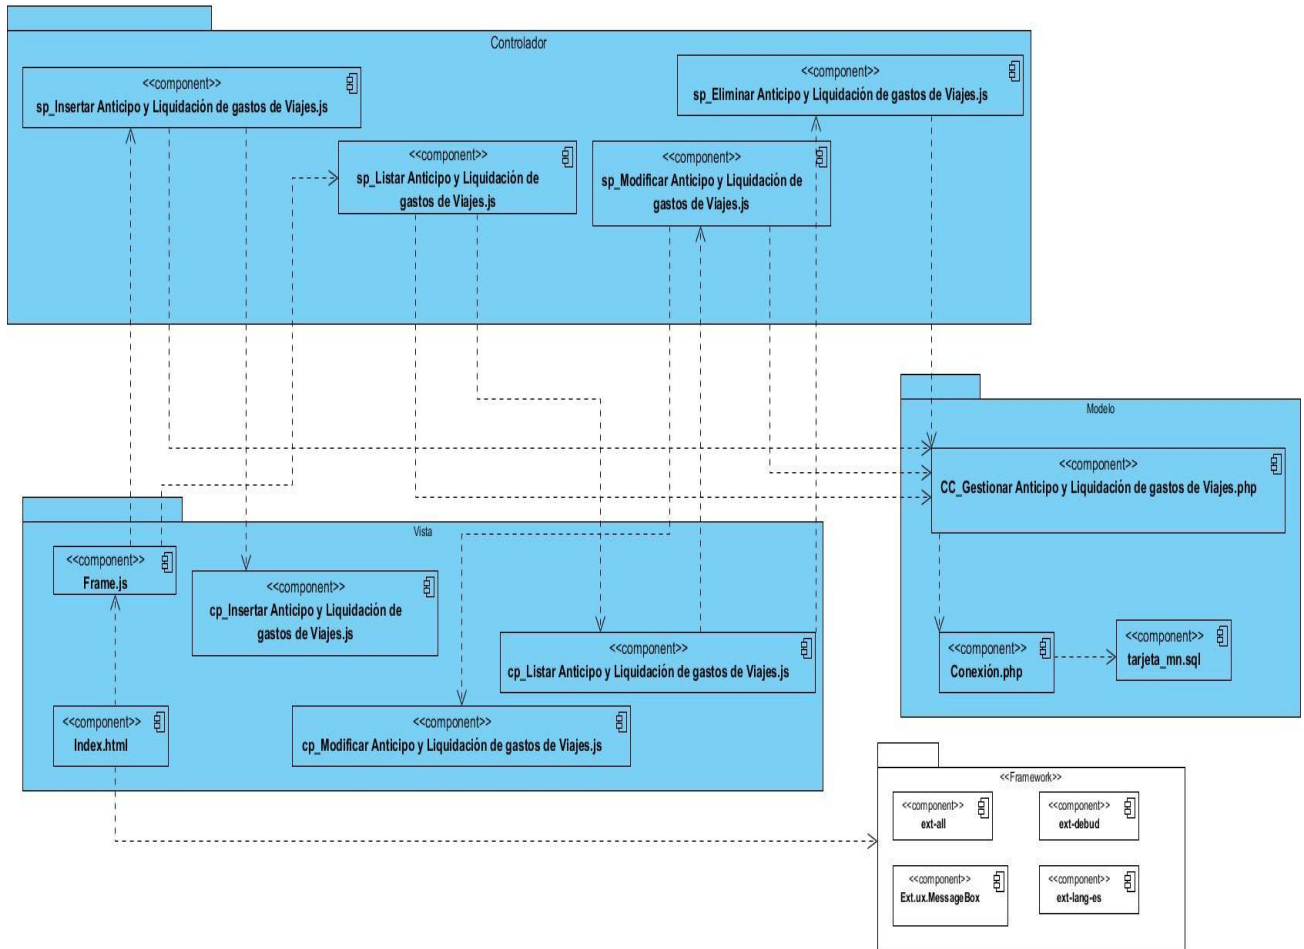 Controlador
<<component>>
sp_Insertar Anticipo y Liquidación de gastos de Viajes.js
<<component>>
sp_Eliminar Anticipo y Liquidación de gastos de Viajes.js
<<component>>
sp_Listar Anticipo y Liquidación de
gastos de Viajes.js
<<component>>
sp_Modificar Anticipo y Liquidación de
gastos de Viajes.js
Modelo
<<component>>
CC_Gestionar Anticipo y Liquidación de gastos de Viajes.php
<<component>>
Conexión.php
<<component>>
tarjeta_mn.sql
Vista
<<component>>
Frame.js
<<component>>
cp_Insertar Anticipo y Liquidación de
gastos de Viajes.js
<<component>>
cp_Listar Anticipo y Liquidación de gastos de Viajes.js
<<component>>
Index.html
<<component>>
cp_Modificar Anticipo y Liquidación de gastos de Viajes.js
<<Framework>>
<<component>>
ext-all
<<component>>
ext-debud
<<component>>
Ext.ux.MessageBox
<<component>>
ext-lang-es